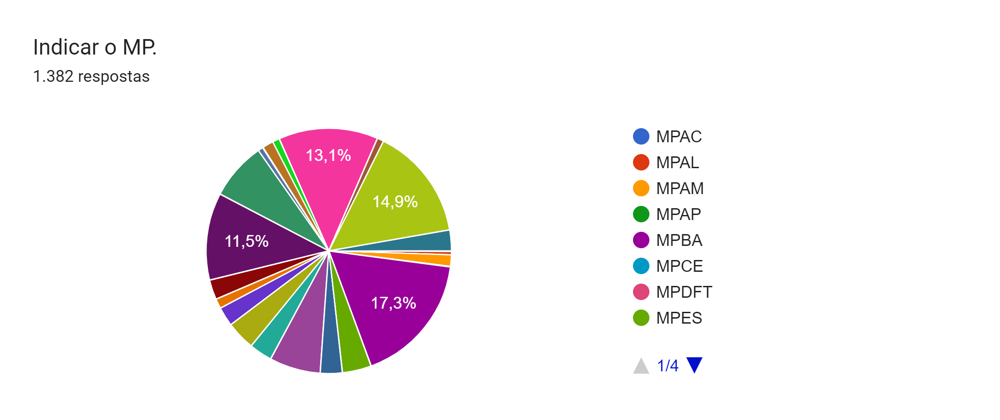 Indicar o MP.
1.382 respostas
13,1%
14,9%
11,5%
17,3%
MPAC
MPAL
MPAM
MPAP
MPBA
MPCE
MPDFT
MPES
1/4